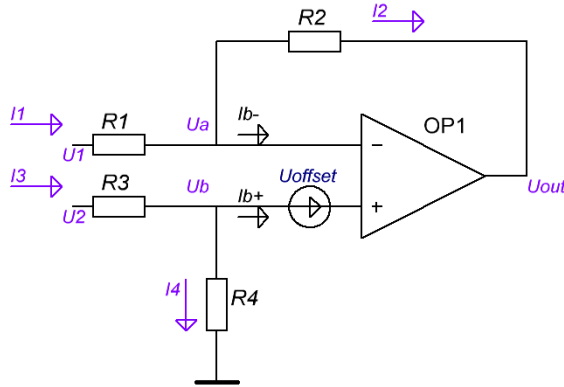 R2
I2
I1
R1
Ua
Ib-
OP1
U1
−
I3
R3
Ub
Uoffset
Ib+
U2
+
Uout
I4
R4